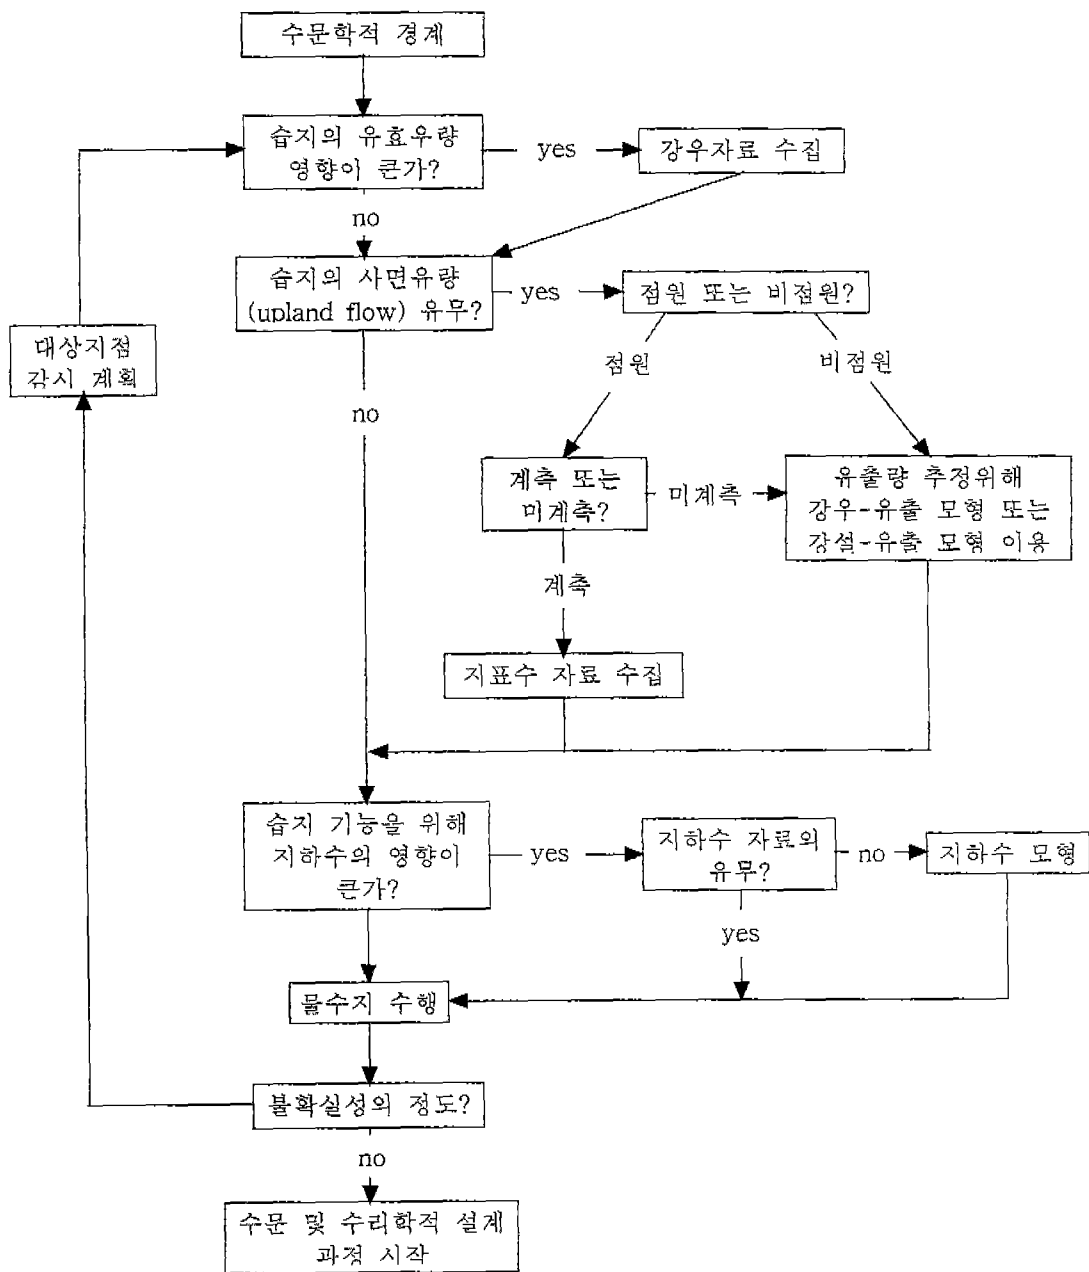 수문학적 경계
습지의 유효우량
영향이 큰가?
yes
강우자료 수집
no
습지의 사면유량
(upland flow) 유무?
yes
점원 또는 비점원?
대상지점
감시 계획
점원
비점원
no
계측 또는
미계측?
미계측
유출량 추정위해
강우-유출 모형 또는
강설-유출 모형 이용
계측
지표수 자료 수집
습지 기능을 위해
지하수의 영향이
큰가?
yes
지하수 자료의
유무?
no
지하수 모형
yes
물수지 수행
불확실성의 정도?
no
수문 및 수리학적 설계
과정 시작